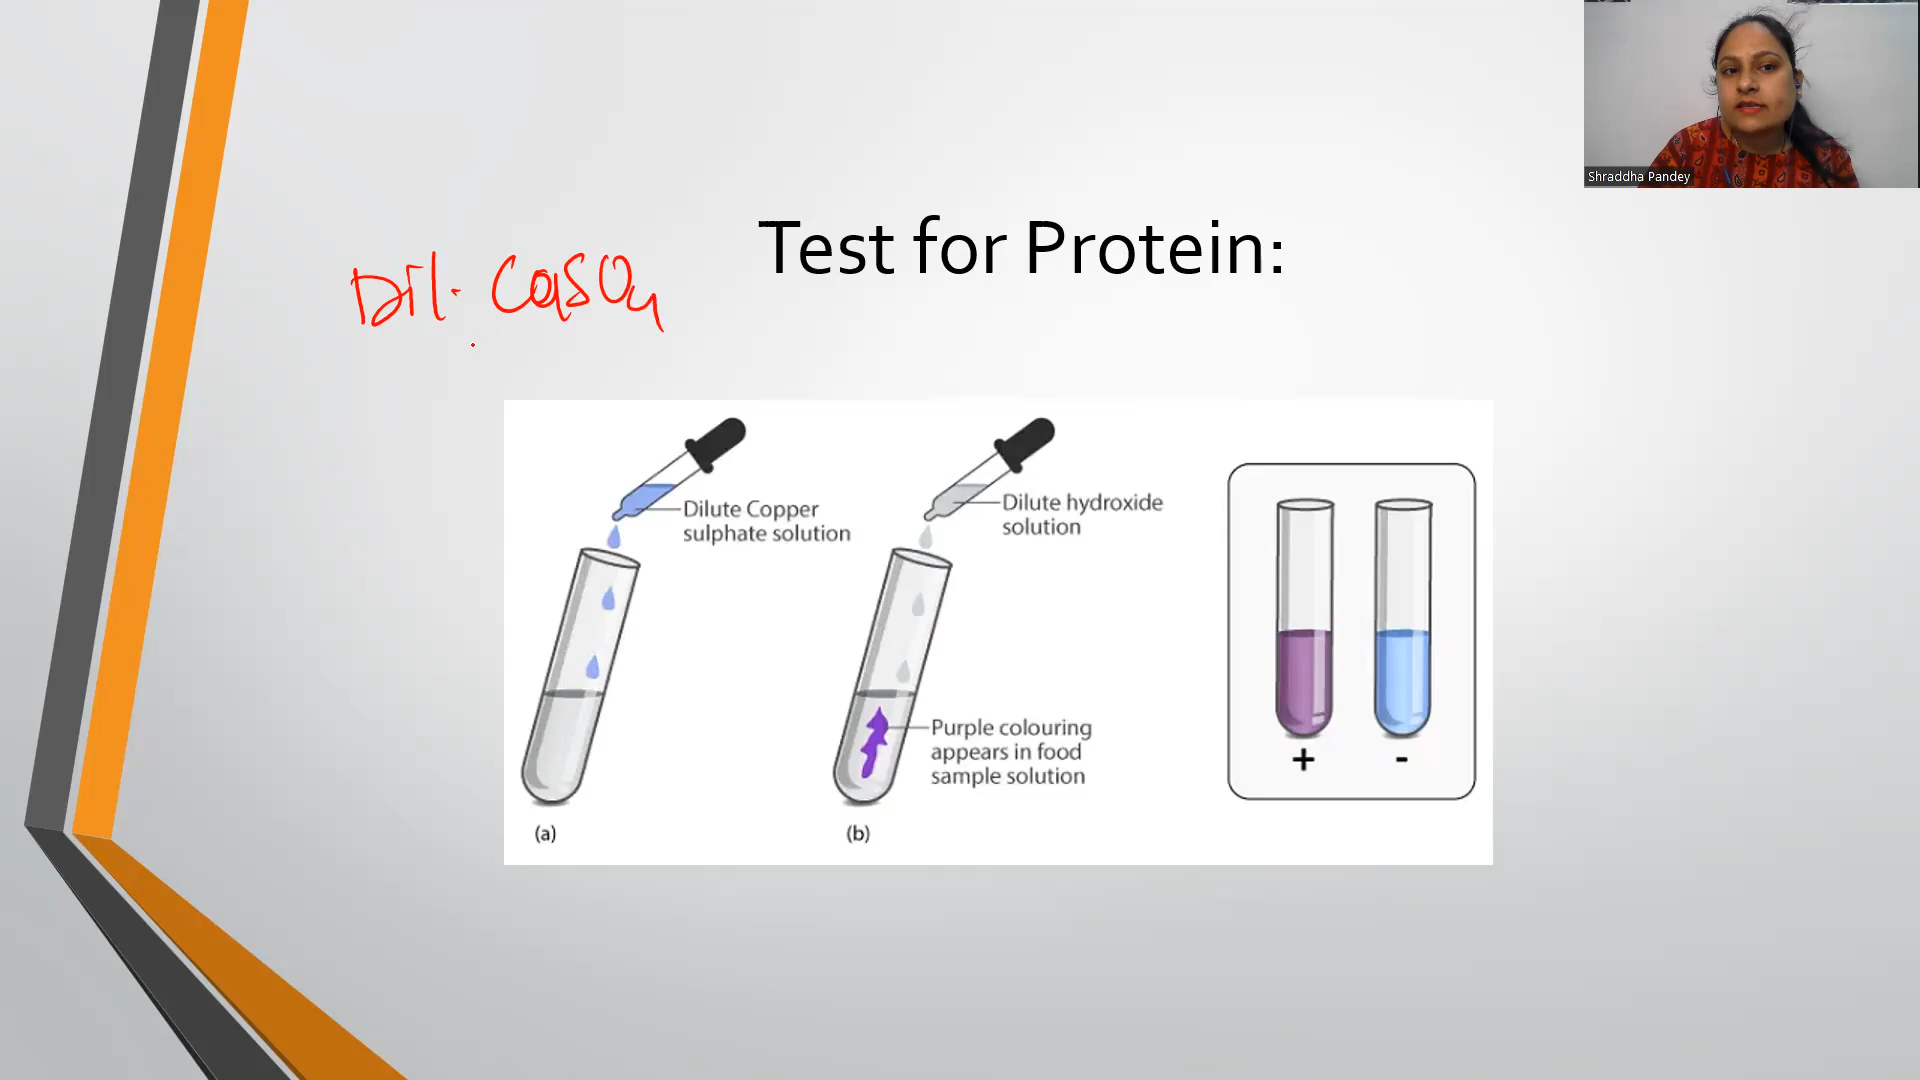 Shraddha Pandey
Test for Protein:
Dil. CaSO4
Dilute Copper
sulphate solution
Dilute hydroxide
solution
Purple colouring
appears in food
sample solution
+
-
(a)
(b)